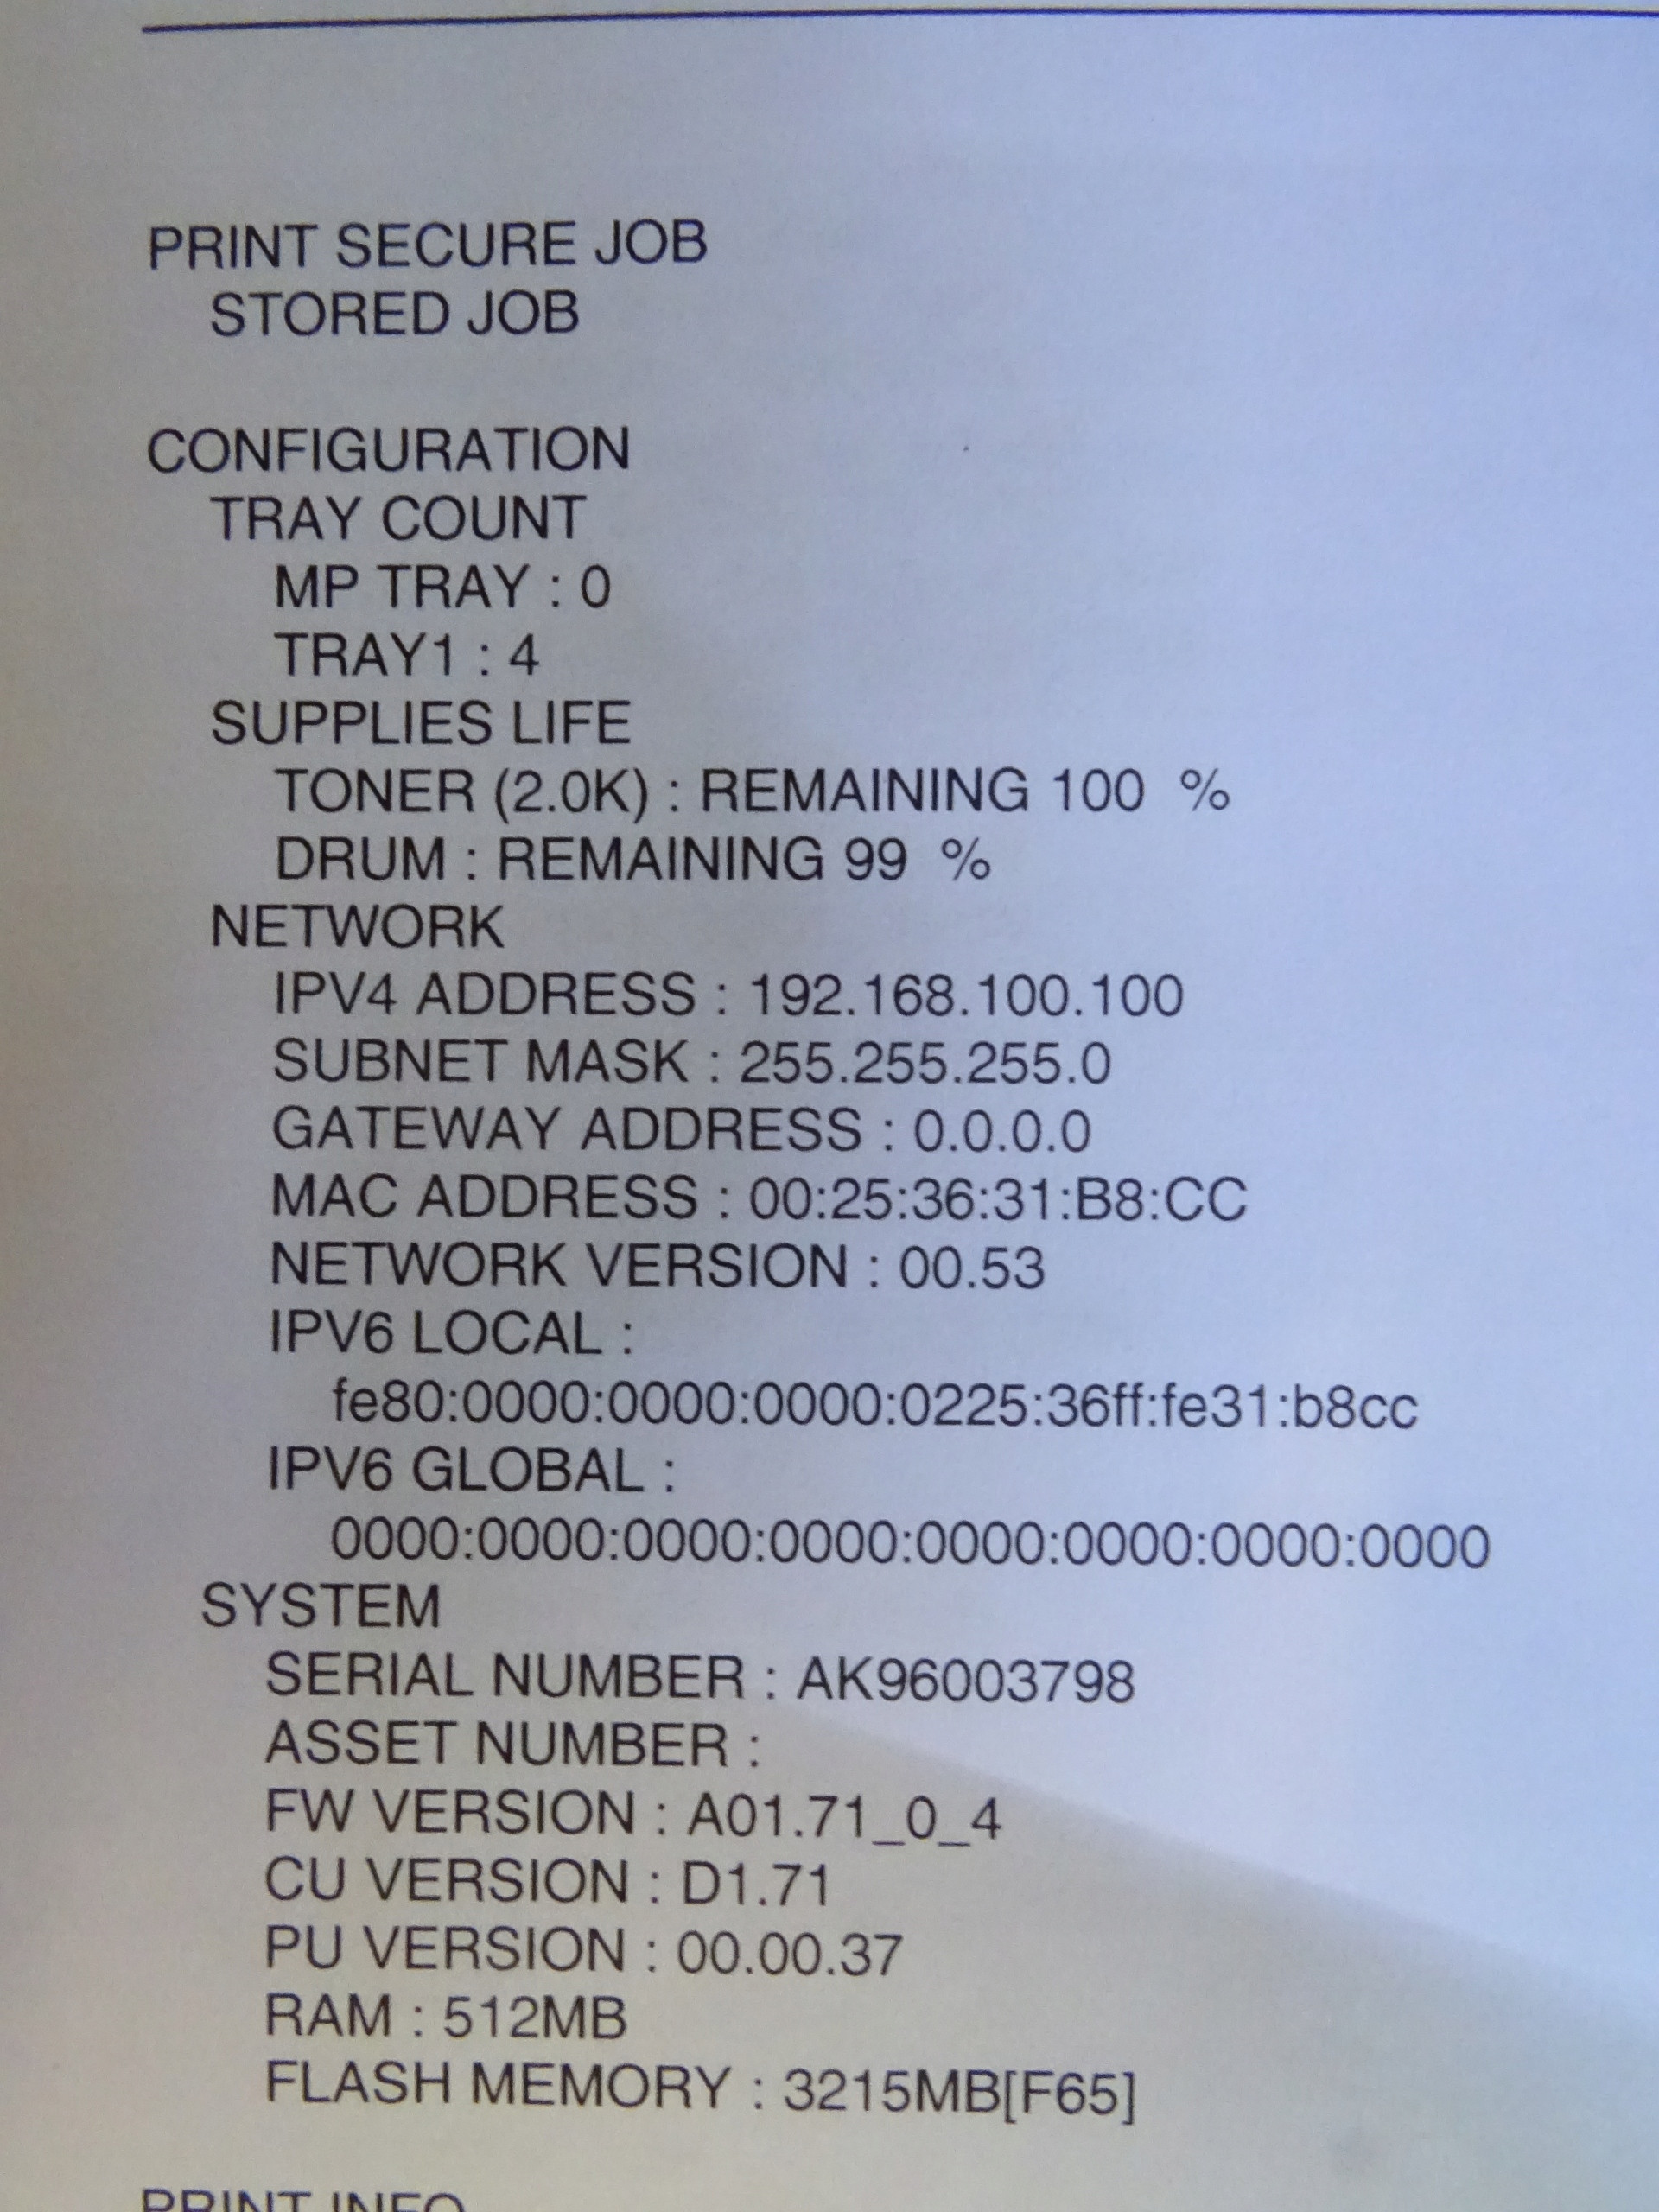 PRINT SECURE JOB
STORED JOB
CONFIGURATION
TRAY COUNT
MP TRAY : 0
TRAY1 : 4
SUPPLIES LIFE
TONER (2.0K) : REMAINING 100 %
DRUM : REMAINING 99 %
NETWORK
IPV4 ADDRESS : 192.168.100.100
SUBNET MASK : 255.255.255.0
GATEWAY ADDRESS : 0.0.0.0
MAC ADDRESS : 00:25:36:31:B8:CC
NETWORK VERSION : 00.53
IPV6 LOCAL :
fe80:0000:0000:0000:0225:36ff:fe31:b8cc
IPV6 GLOBAL :
0000:0000:0000:0000:0000:0000:0000:0000
SYSTEM
SERIAL NUMBER : AK96003798
ASSET NUMBER :
FW VERSION : A01.71_0_4
CU VERSION : D1.71
PU VERSION : 00.00.37
RAM : 512MB
FLASH MEMORY : 3215MB[F65]
PRINT INFO